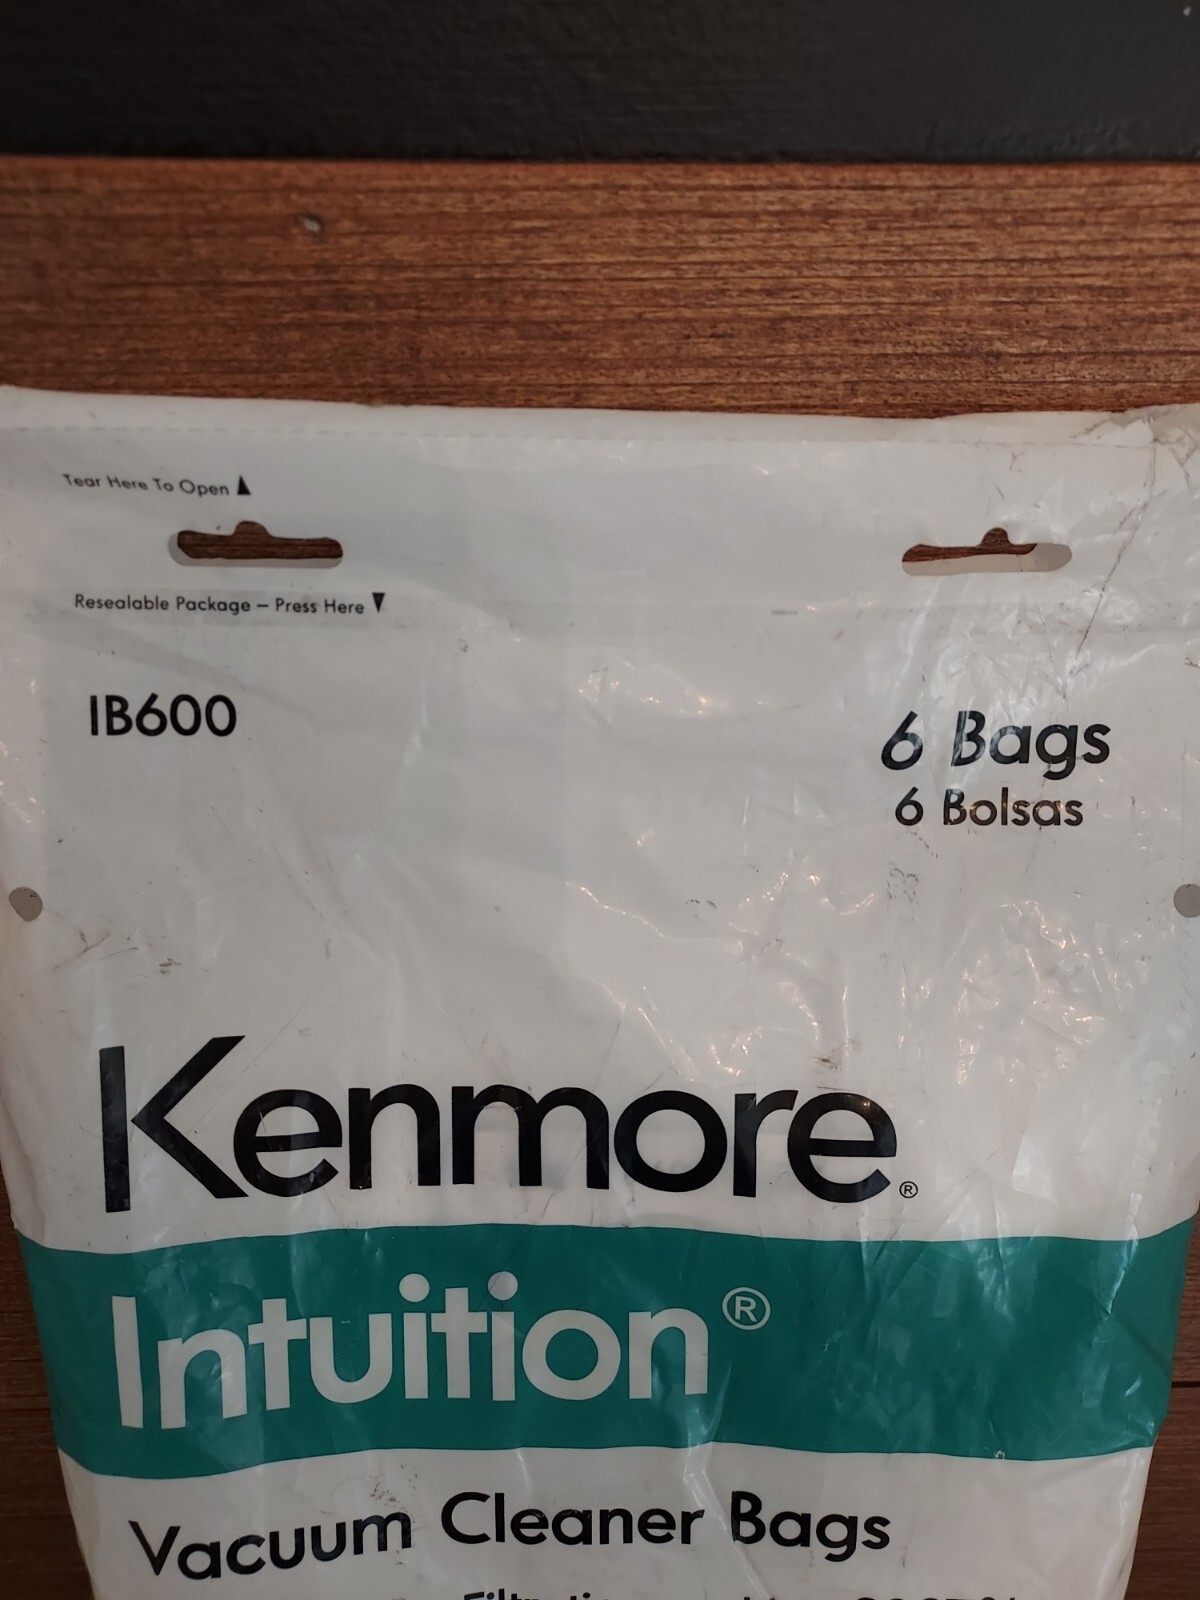 Tear Here To Open ▲
Resealable Package – Press Here ▼
IB600
6 Bags
6 Bolsas
Kenmore®
Intuition®
Vacuum Cleaner Bags